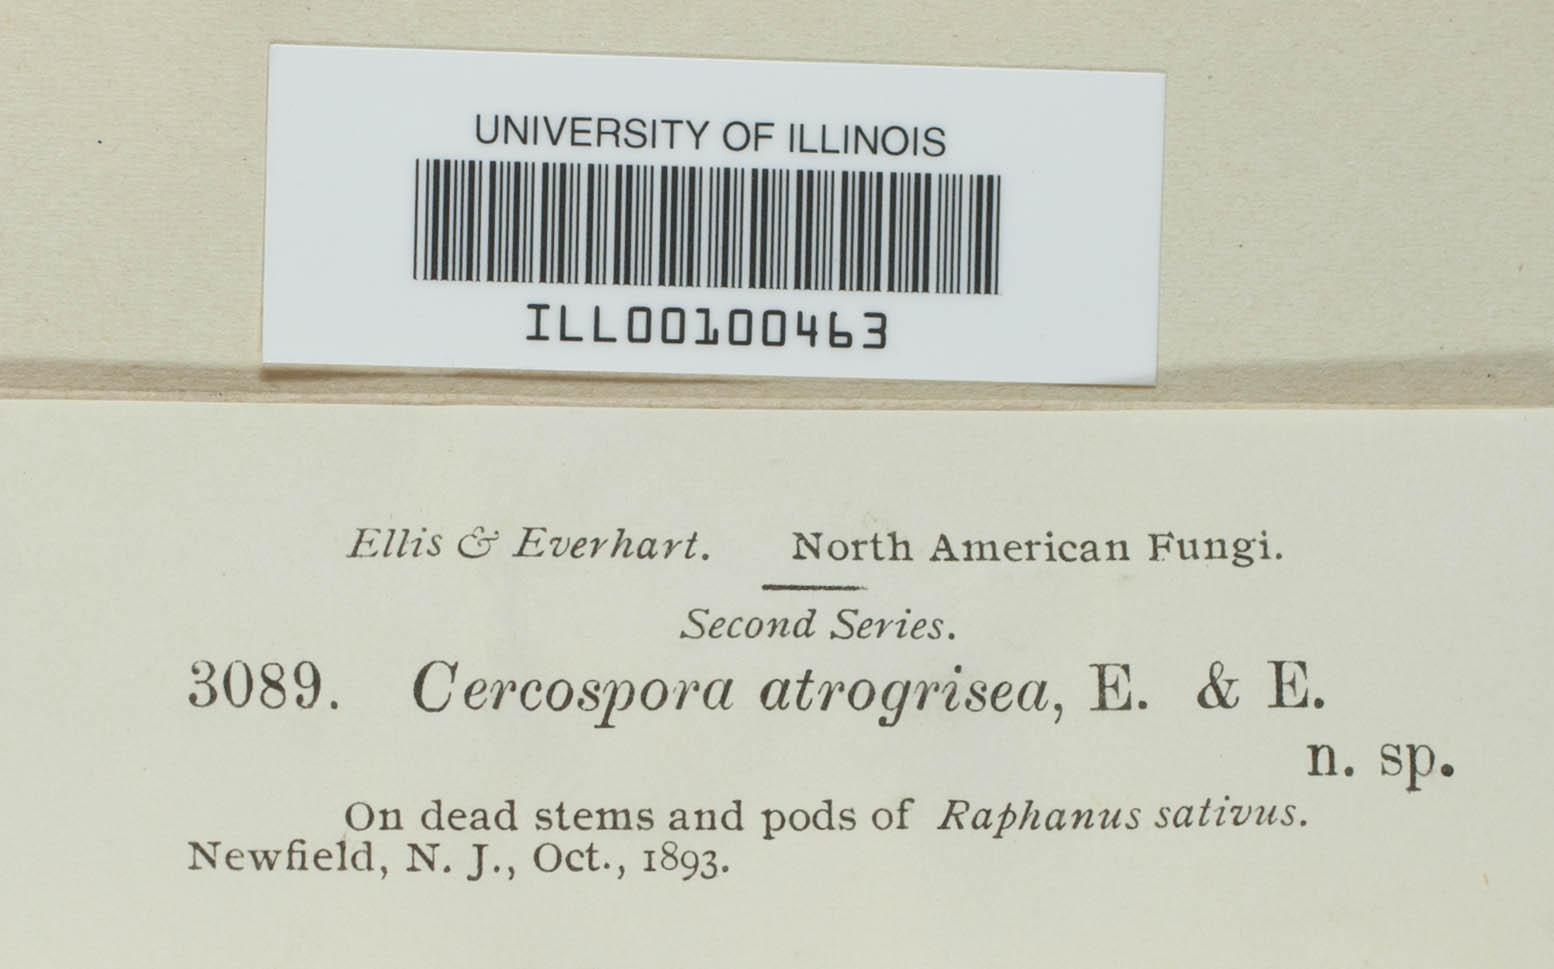 UNIVERSITY OF ILLINOIS
ILL00100463
Ellis & Everhart. North American Fungi.
Second Series.
3089. Cercospora atrogrisea, E. & E.
n. sp.
On dead stems and pods of Raphanus sativus.
Newfield, N. J., Oct., 1893.